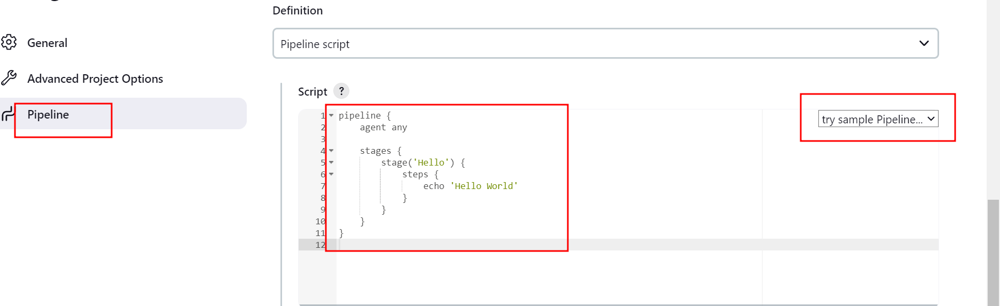 General
Advanced Project Options
Pipeline
Definition
Pipeline script
Script ?
try sample Pipeline...
1 pipeline {
2     agent any
3
4     stages {
5         stage('Hello') {
6             steps {
7                 echo 'Hello World'
8             }
9         }
10     }
11 }
12